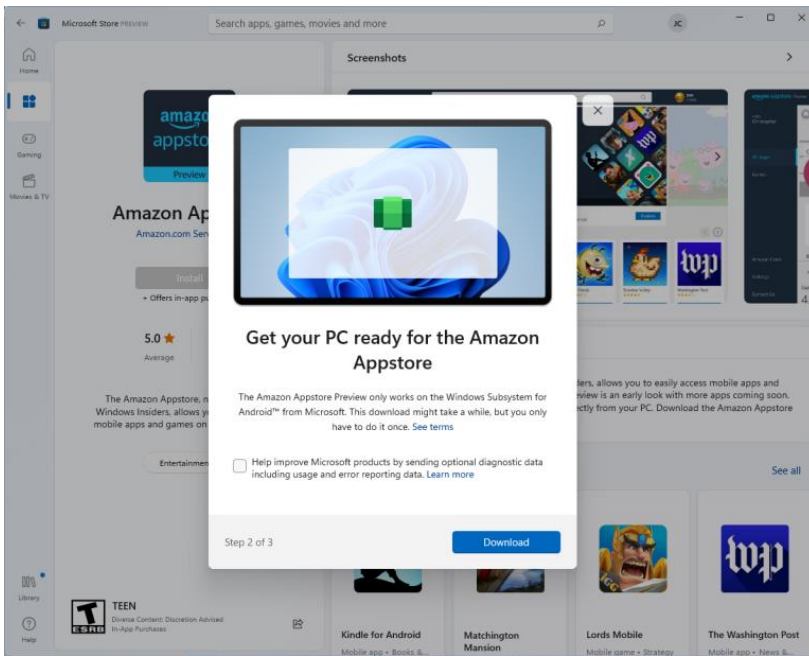 Microsoft Store PREVIEW
Search apps, games, movies and more
JC
Home
Gaming
Movies & TV
Library
Help
amazo
appsto
Preview
Amazon Ap
Amazon.com Ser
Install
+ Offers in-app pu
5.0 ★
Average
The Amazon Appstore, n
Windows Insiders, allows y
mobile apps and games on
Entertainmen
TEEN
Diverse Content: Discretion Advised
In-App Purchases
ESRB
Screenshots
Get your PC ready for the Amazon
Appstore
The Amazon Appstore Preview only works on the Windows Subsystem for
Android™ from Microsoft. This download might take a while, but you only
have to do it once. See terms
Help improve Microsoft products by sending optional diagnostic data
including usage and error reporting data. Learn more
Step 2 of 3
Download
wp
ders, allows you to easily access mobile apps and
eview is an early look with more apps coming soon.
ectly from your PC. Download the Amazon Appstore
See all
Kindle for Android
Mobile app • Books &...
Matchington
Mansion
IGG
Lords Mobile
Mobile game • Strategy
wp
The Washington Post
Mobile app • News &...